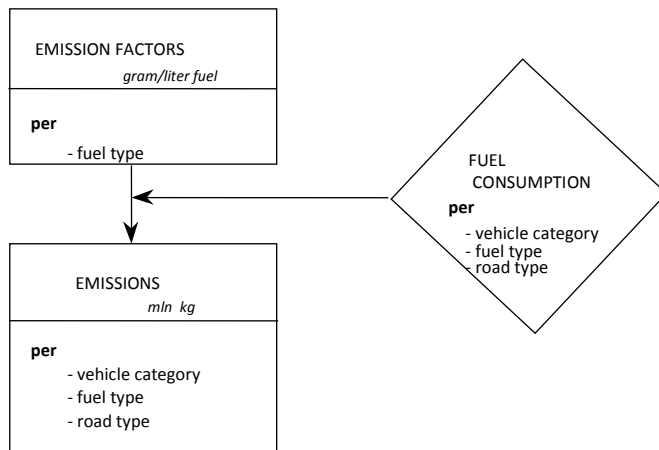 EMISSION FACTORS
gram/liter fuel
per
- fuel type
FUEL
CONSUMPTION
per
- vehicle category
- fuel type
- road type
EMISSIONS
mln kg
per
- vehicle category
- fuel type
- road type